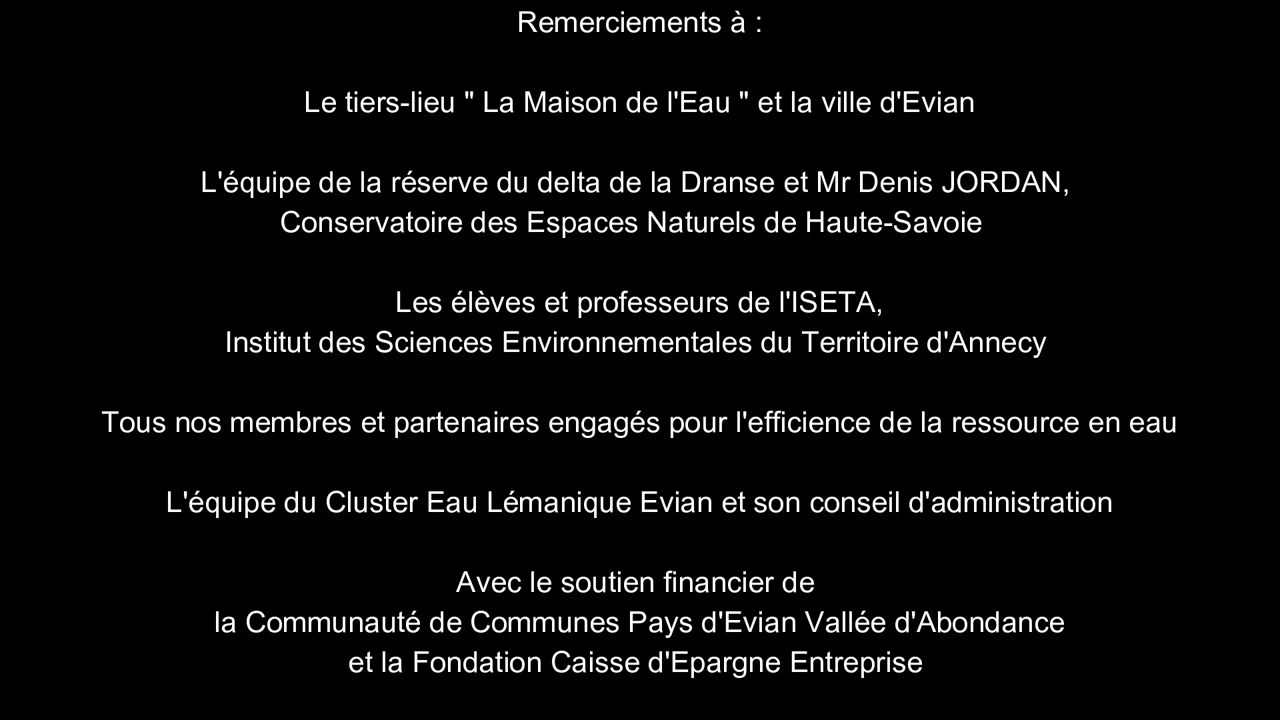 Remerciements à :
Le tiers-lieu " La Maison de l'Eau " et la ville d'Evian
L'équipe de la réserve du delta de la Dranse et Mr Denis JORDAN,
Conservatoire des Espaces Naturels de Haute-Savoie
Les élèves et professeurs de l'ISETA,
Institut des Sciences Environnementales du Territoire d'Annecy
Tous nos membres et partenaires engagés pour l'efficience de la ressource en eau
L'équipe du Cluster Eau Lémanique Evian et son conseil d'administration
Avec le soutien financier de
la Communauté de Communes Pays d'Evian Vallée d'Abondance
et la Fondation Caisse d'Epargne Entreprise